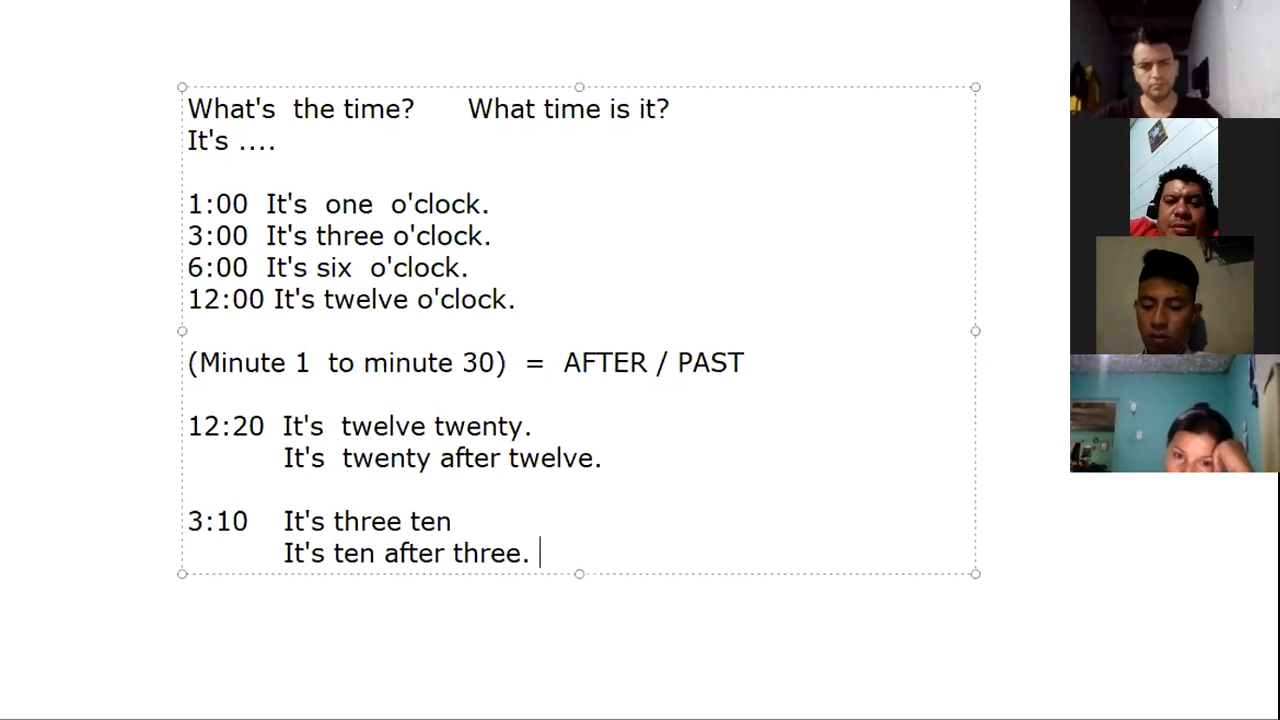 What's the time? What time is it?
It's ....
1:00 It's one o'clock.
3:00 It's three o'clock.
6:00 It's six o'clock.
12:00 It's twelve o'clock.
(Minute 1 to minute 30) = AFTER / PAST
12:20 It's twelve twenty.
It's twenty after twelve.
3:10 It's three ten
It's ten after three.